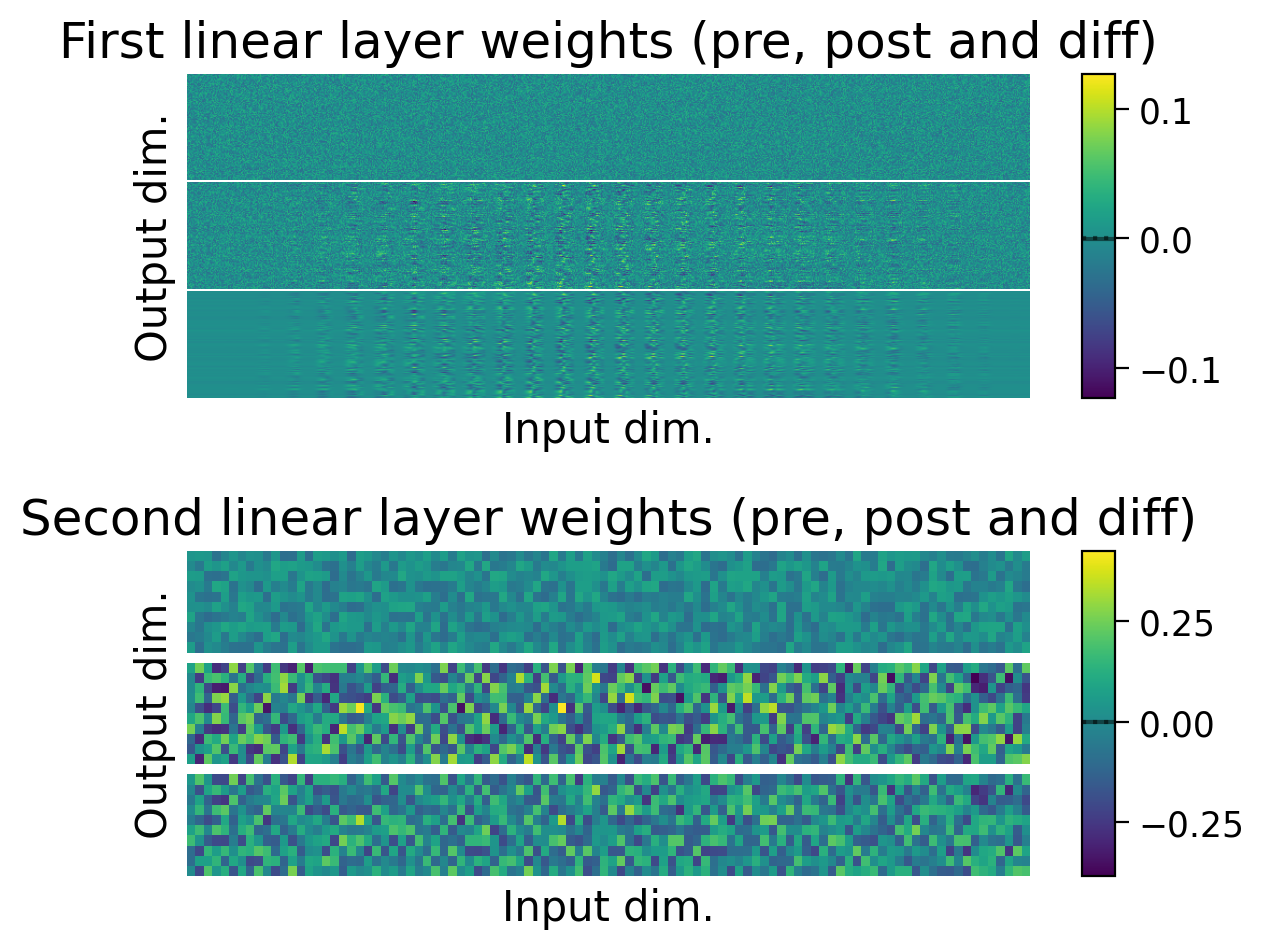 First linear layer weights (pre, post and diff)
Output dim.
0.1
0.0
−0.1
Input dim.
Second linear layer weights (pre, post and diff)
Output dim.
0.25
0.00
−0.25
Input dim.